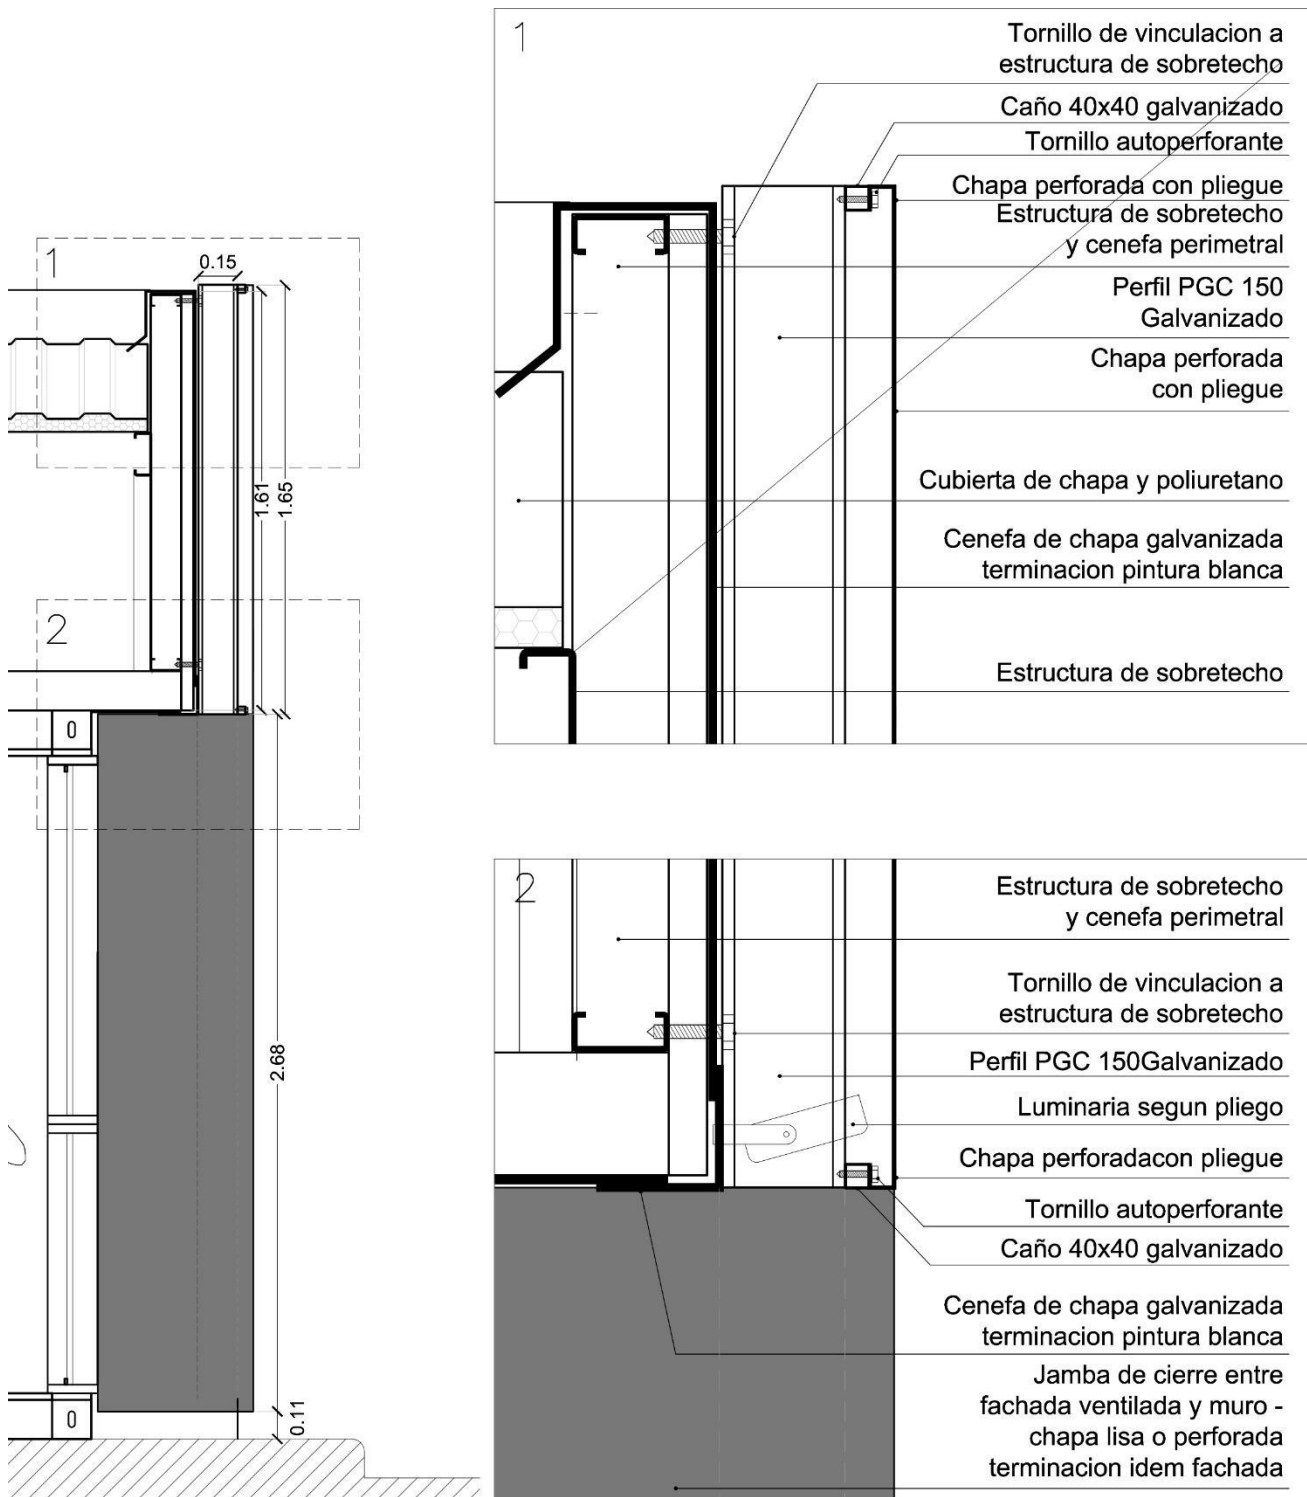 1
0.15
1.61
1.65
2
0
2.68
0
0.11
1
Tornillo de vinculacion a
estructura de sobretecho
Caño 40x40 galvanizado
Tornillo autoperforante
Chapa perforada con pliegue
Estructura de sobretecho
y cenefa perimetral
Perfil PGC 150
Galvanizado
Chapa perforada
con pliegue
Cubierta de chapa y poliuretano
Cenefa de chapa galvanizada
terminacion pintura blanca
Estructura de sobretecho
2
Estructura de sobretecho
y cenefa perimetral
Tornillo de vinculacion a
estructura de sobretecho
Perfil PGC 150Galvanizado
Luminaria segun pliego
Chapa perforadacon pliegue
Tornillo autoperforante
Caño 40x40 galvanizado
Cenefa de chapa galvanizada
terminacion pintura blanca
Jamba de cierre entre
fachada ventilada y muro -
chapa lisa o perforada
terminacion idem fachada